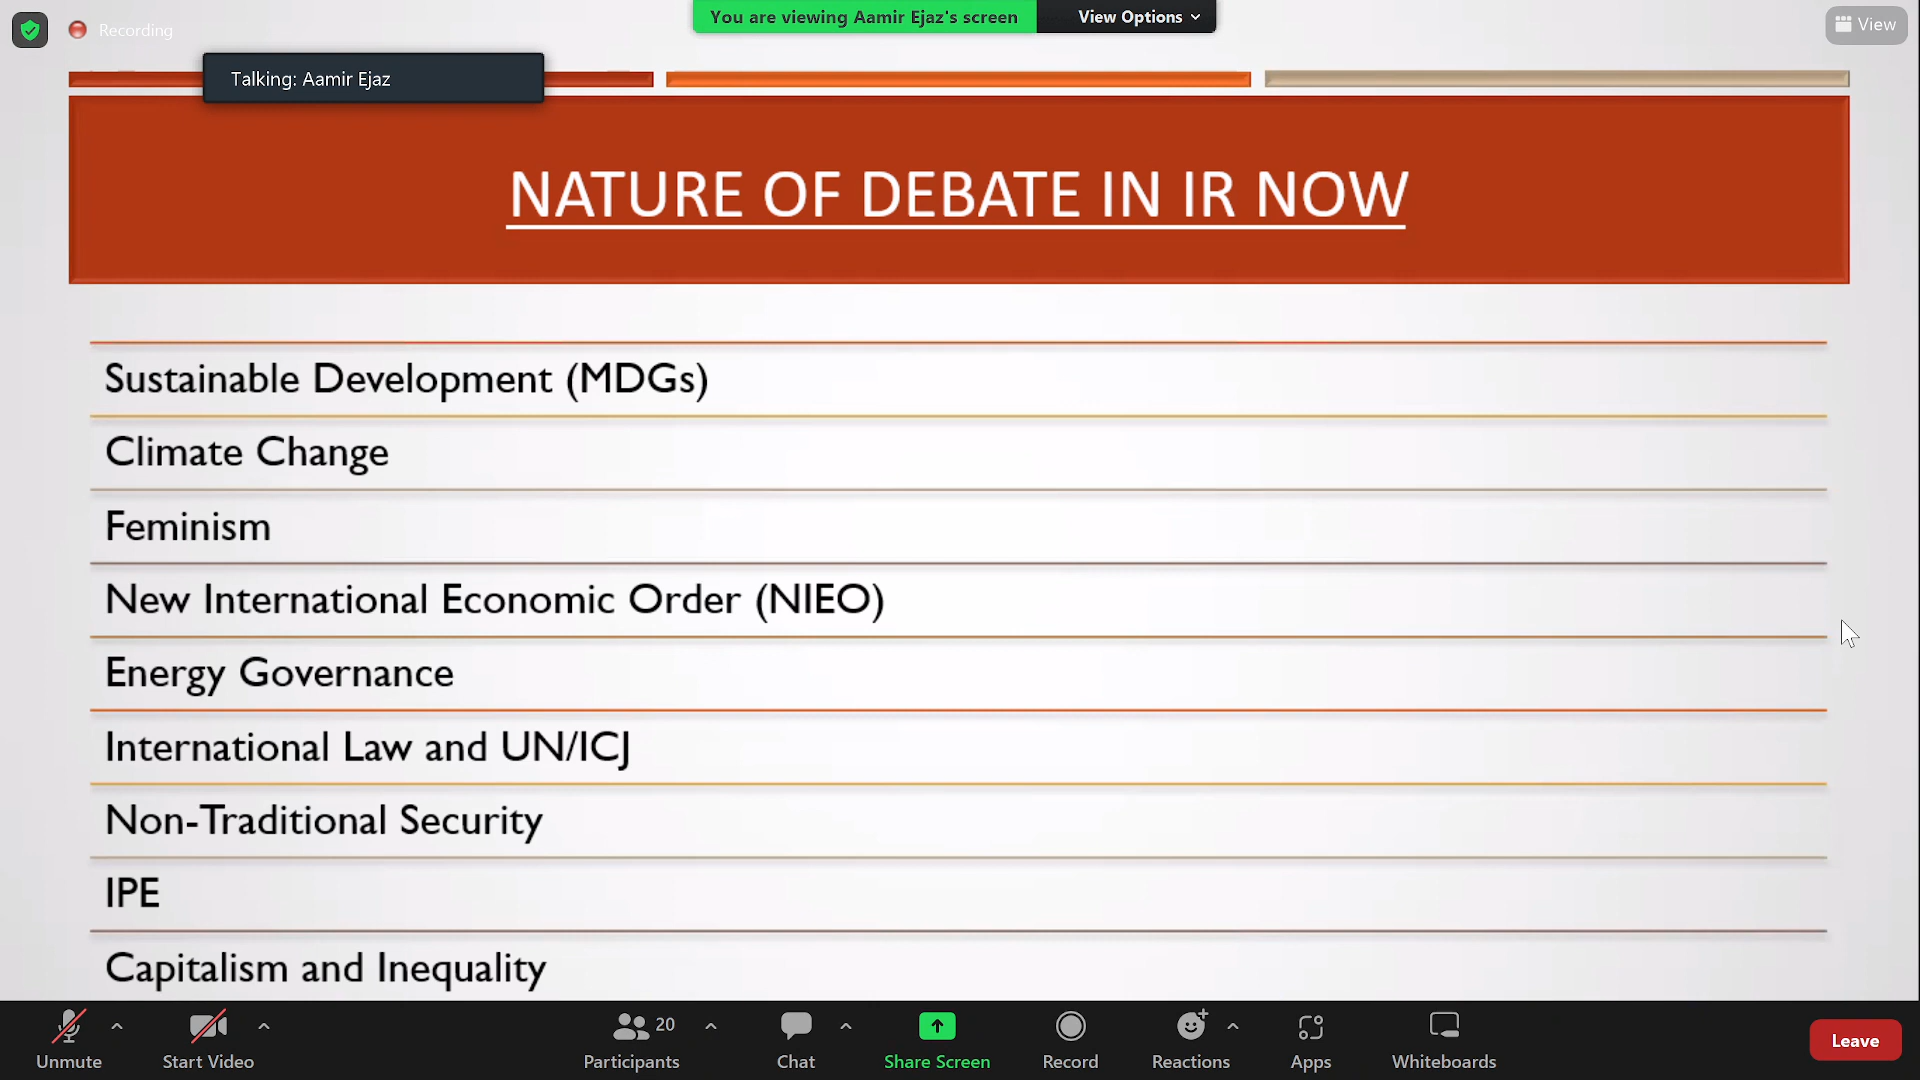 Recording
You are viewing Aamir Ejaz's screen
View Options
View
Talking: Aamir Ejaz
NATURE OF DEBATE IN IR NOW
Sustainable Development (MDGs)
Climate Change
Feminism
New International Economic Order (NIEO)
Energy Governance
International Law and UN/ICJ
Non-Traditional Security
IPE
Capitalism and Inequality
Unmute
Start Video
20
Participants
Chat
Share Screen
Record
Reactions
Apps
Whiteboards
Leave